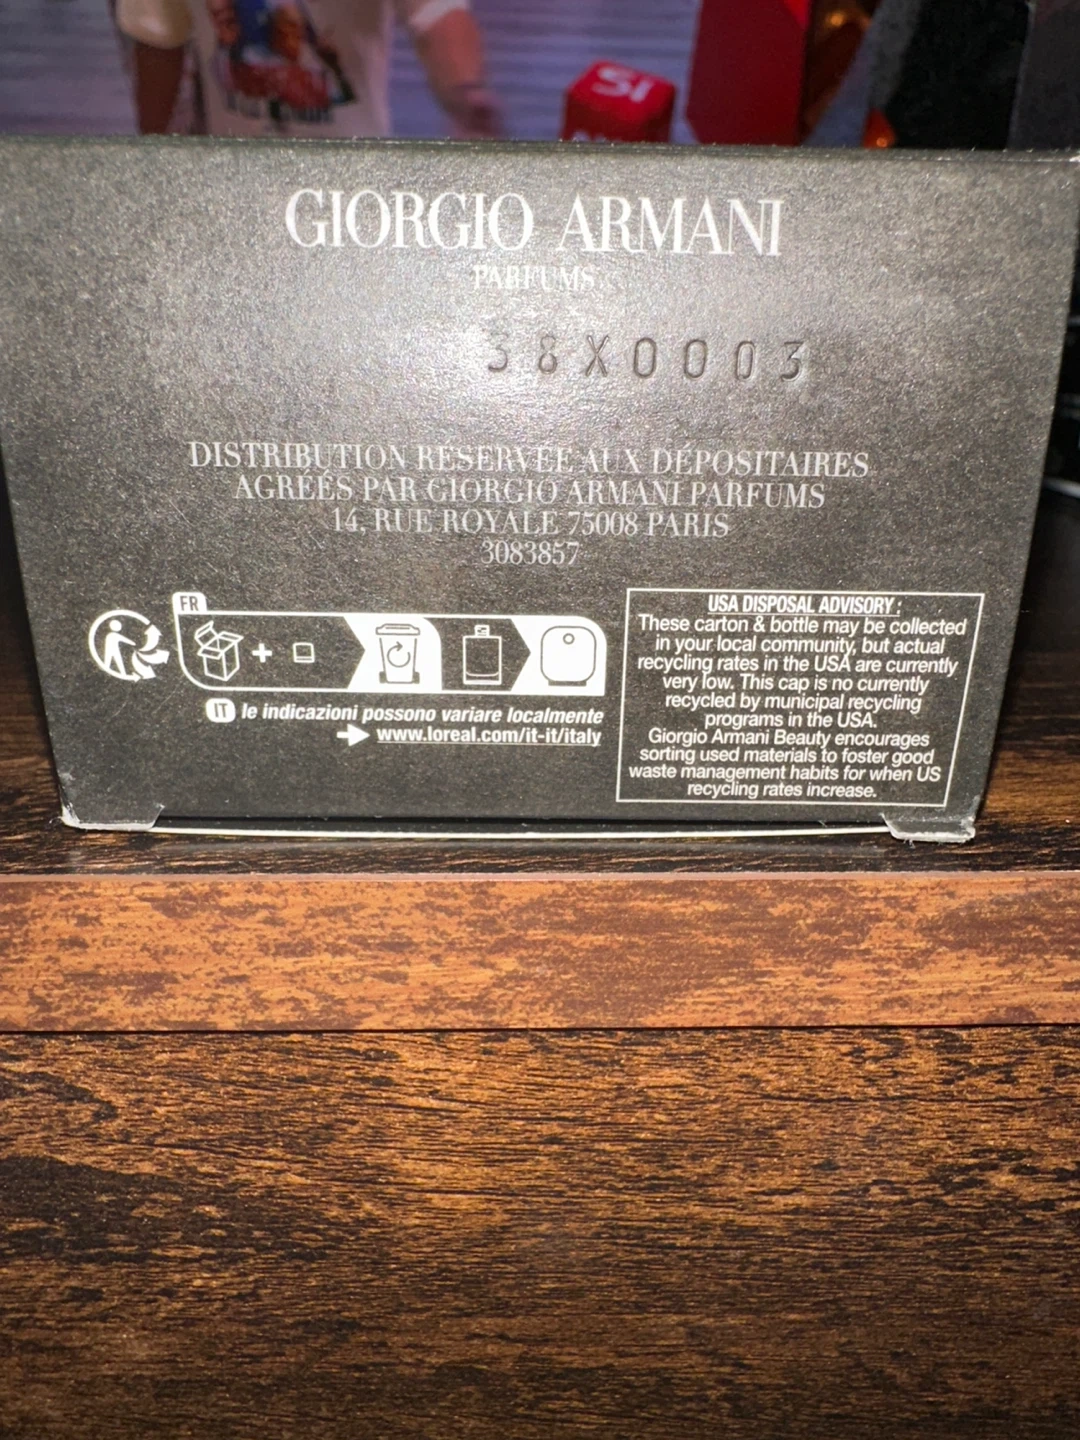 SI
GIORGIO ARMANI
PARFUMS
38X0003
DISTRIBUTION RÉSERVÉE AUX DÉPOSITAIRES
AGRÉÉS PAR GIORGIO ARMANI PARFUMS
14, RUE ROYALE 75008 PARIS
3083857
FR
IT le indicazioni possono variare localmente
www.loreal.com/it-it/italy
USA DISPOSAL ADVISORY :
These carton & bottle may be collected
in your local community, but actual
recycling rates in the USA are currently
very low. This cap is no currently
recycled by municipal recycling
programs in the USA.
Giorgio Armani Beauty encourages
sorting used materials to foster good
waste management habits for when US
recycling rates increase.